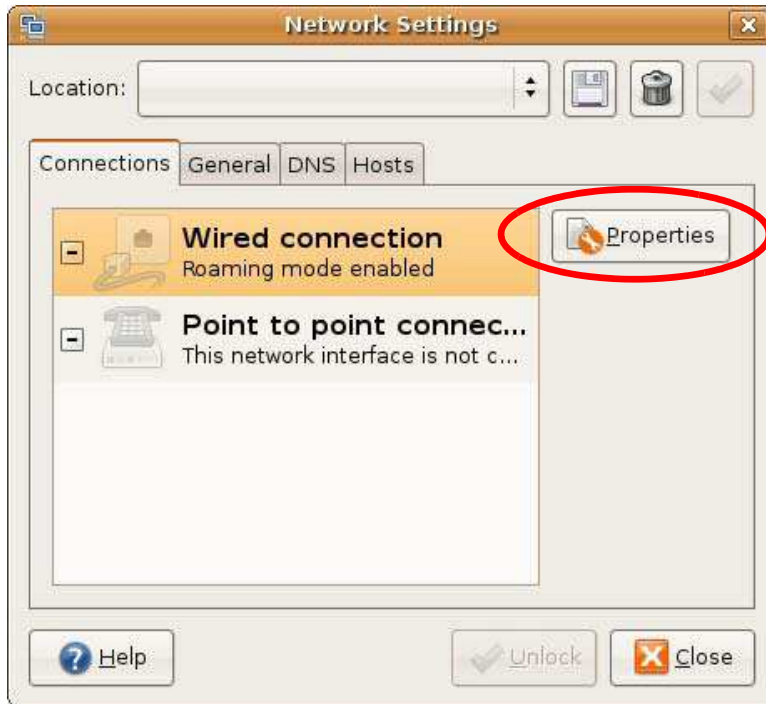 Network Settings
Location:
Connections General DNS Hosts
Wired connection
Roaming mode enabled
Properties
Point to point connec...
This network interface is not c...
Help Unlock Close